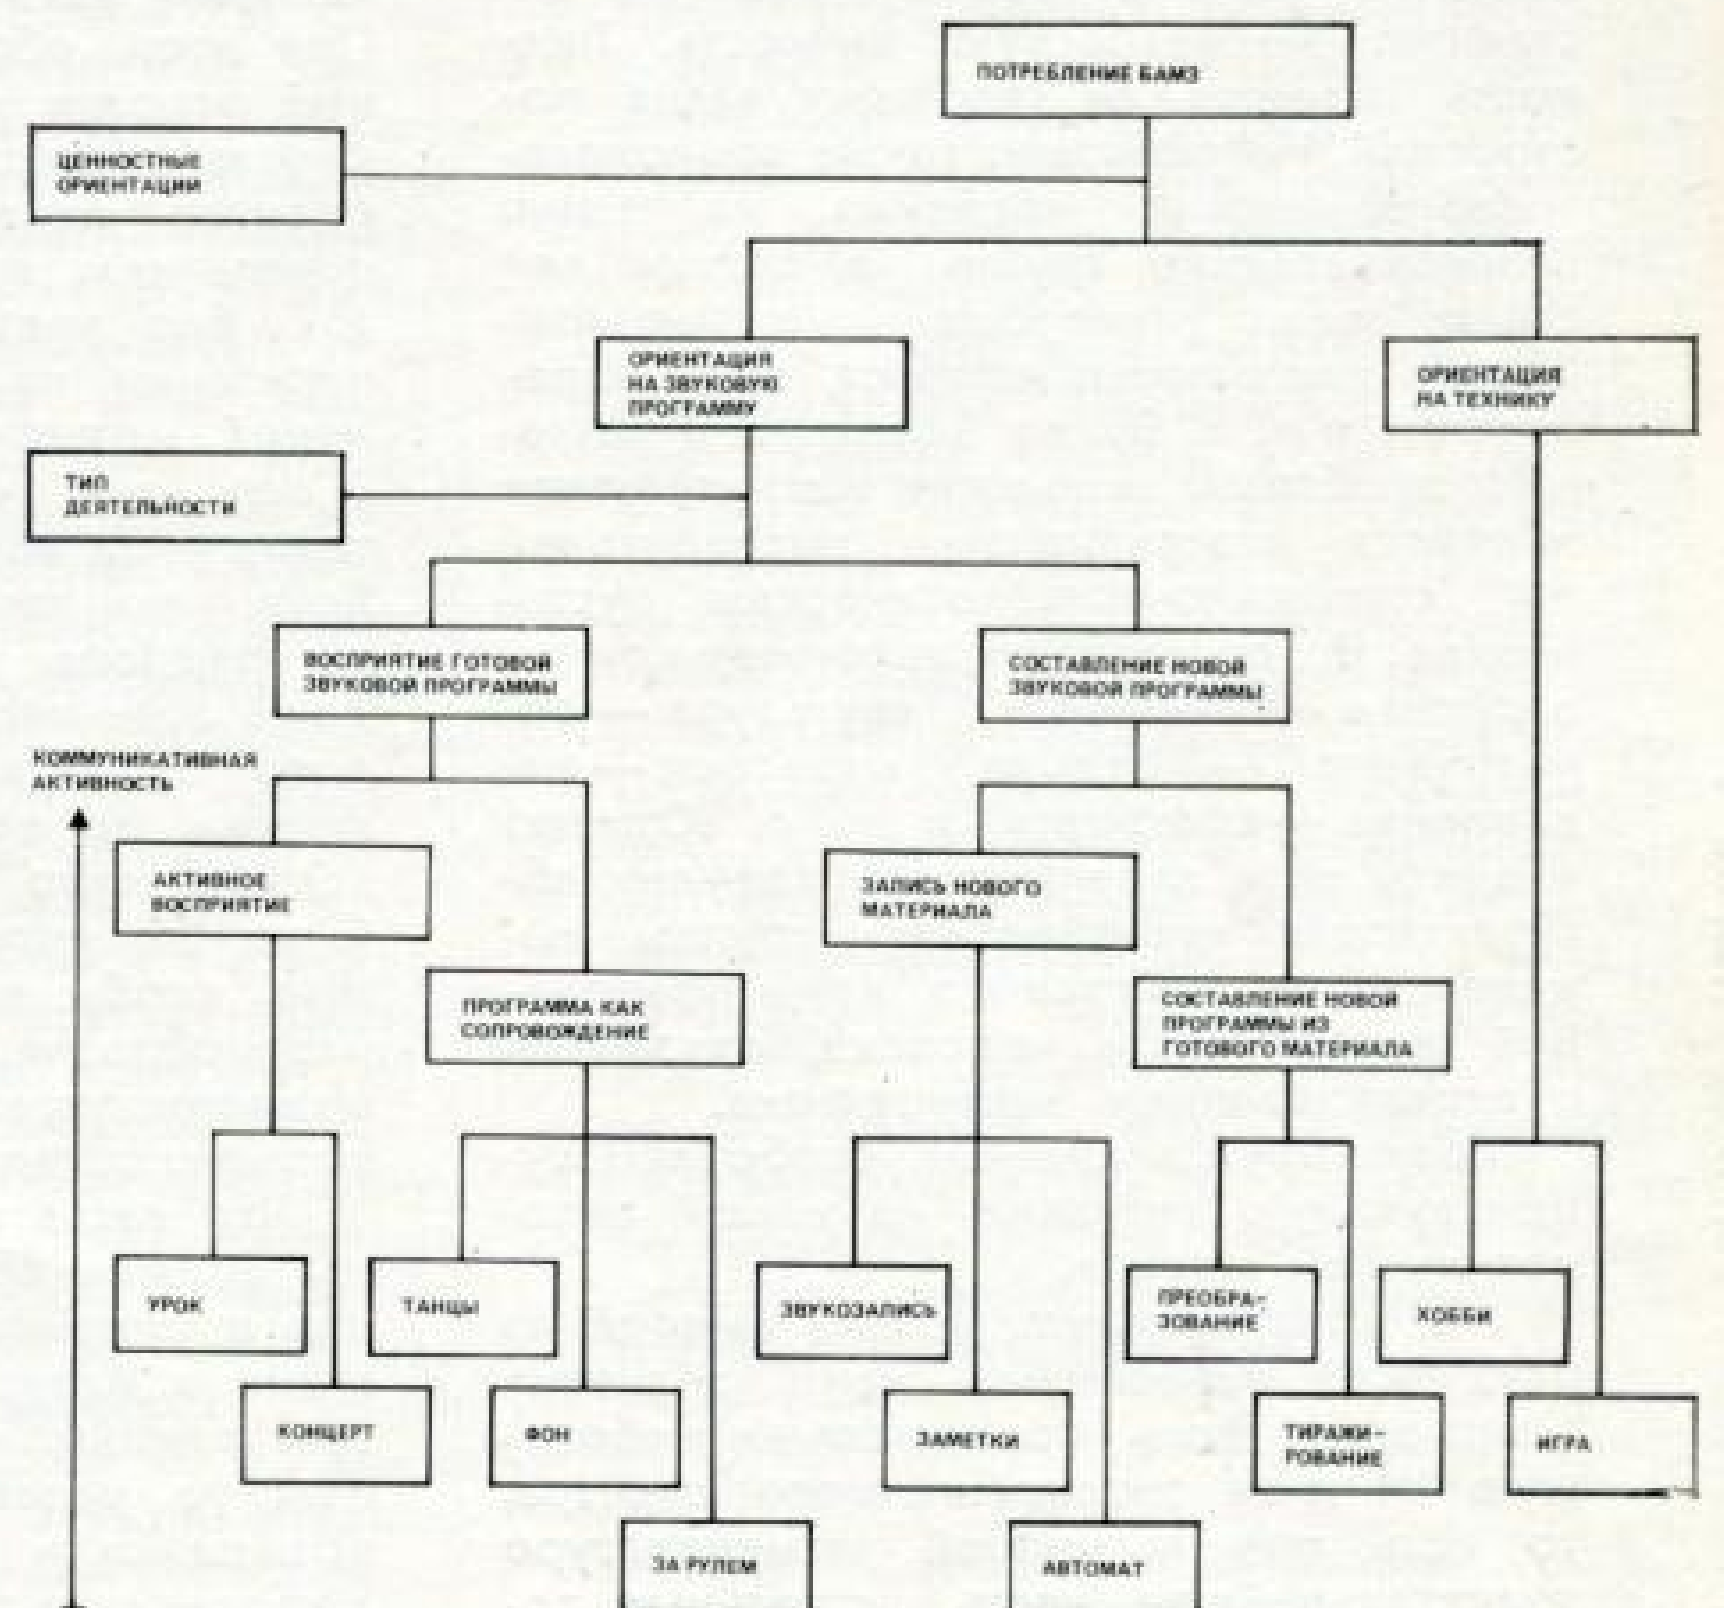 ПОТРЕБЛЕНИЕ БАМЗ
ЦЕННОСТНЫЕ
ОРИЕНТАЦИИ
ОРИЕНТАЦИЯ
НА ЗВУКОВУЮ
ПРОГРАММУ
ОРИЕНТАЦИЯ
НА ТЕХНИКУ
ТИП
ДЕЯТЕЛЬНОСТИ
ВОСПРИЯТИЕ ГОТОВОЙ
ЗВУКОВОЙ ПРОГРАММЫ
СОСТАВЛЕНИЕ НОВОЙ
ЗВУКОВОЙ ПРОГРАММЫ
КОММУНИКАТИВНАЯ
АКТИВНОСТЬ
АКТИВНОЕ
ВОСПРИЯТИЕ
ЗАПИСЬ НОВОГО
МАТЕРИАЛА
ПРОГРАММА КАК
СОПРОВОЖДЕНИЕ
СОСТАВЛЕНИЕ НОВОЙ
ПРОГРАММЫ ИЗ
ГОТОВОГО МАТЕРИАЛА
УРОК
ТАНЦЫ
ЗВУКОЗАПИСЬ
ПРЕОБРА-
ЗОВАНИЕ
ХОББИ
КОНЦЕРТ
ФОН
ЗАМЕТКИ
ТИРАЖИ-
РОВАНИЕ
ИГРА
ЗА РУЛЕМ
АВТОМАТ